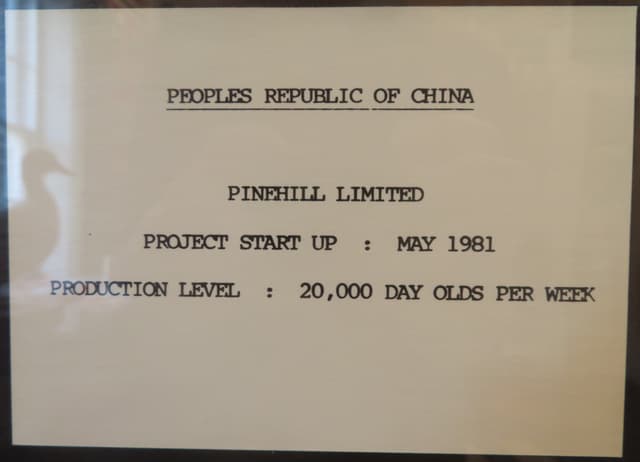 PEOPLES REPUBLIC OF CHINA
PINEHILL LIMITED
PROJECT START UP : MAY 1981
PRODUCTION LEVEL : 20,000 DAY OLDS PER WEEK